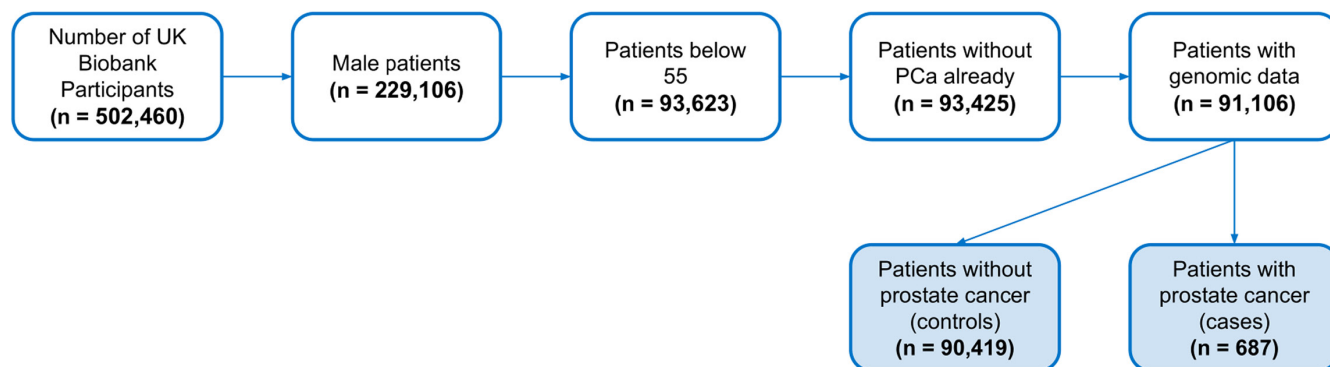 Number of UK
Biobank
Participants
(n = 502,460)
Male patients
(n = 229,106)
Patients below
55
(n = 93,623)
Patients without
PCa already
(n = 93,425)
Patients with
genomic data
(n = 91,106)
Patients without
prostate cancer
(controls)
(n = 90,419)
Patients with
prostate cancer
(cases)
(n = 687)